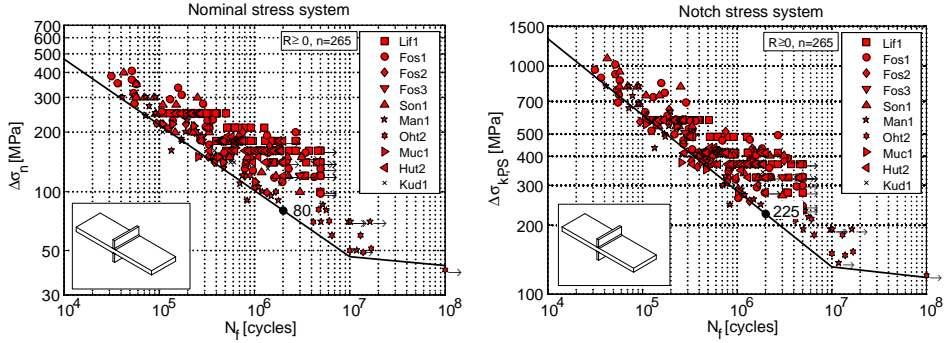 Nominal stress system
700
500
400
300
200
100
50
30
Δσn [MPa]
R≥0, n=265
Lif1
Fos1
Fos2
Fos3
Son1
Man1
Oht2
Muc1
Hut2
Kud1
80
10^4 10^5 10^6 10^7 10^8
Nf [cycles]
Notch stress system
1000
700
500
400
300
200
100
Δσk,PS [MPa]
R≥0, n=265
Lif1
Fos1
Fos2
Fos3
Son1
Man1
Oht2
Muc1
Hut2
Kud1
225
10^4 10^5 10^6 10^7 10^8
Nf [cycles]